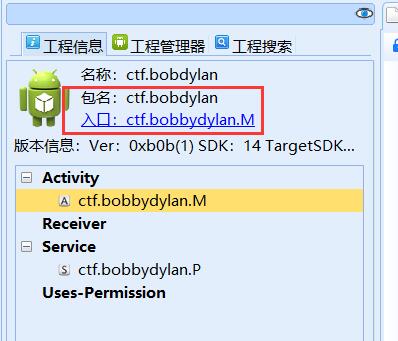 工程信息 工程管理器 工程搜索
名称：ctf.bobdylan
包名：ctf.bobdylan
入口：ctf.bobbydylan.M
版本信息：Ver：0xb0b(1) SDK：14 TargetSDK...
Activity
A ctf.bobbydylan.M
Receiver
Service
S ctf.bobbydylan.P
Uses-Permission